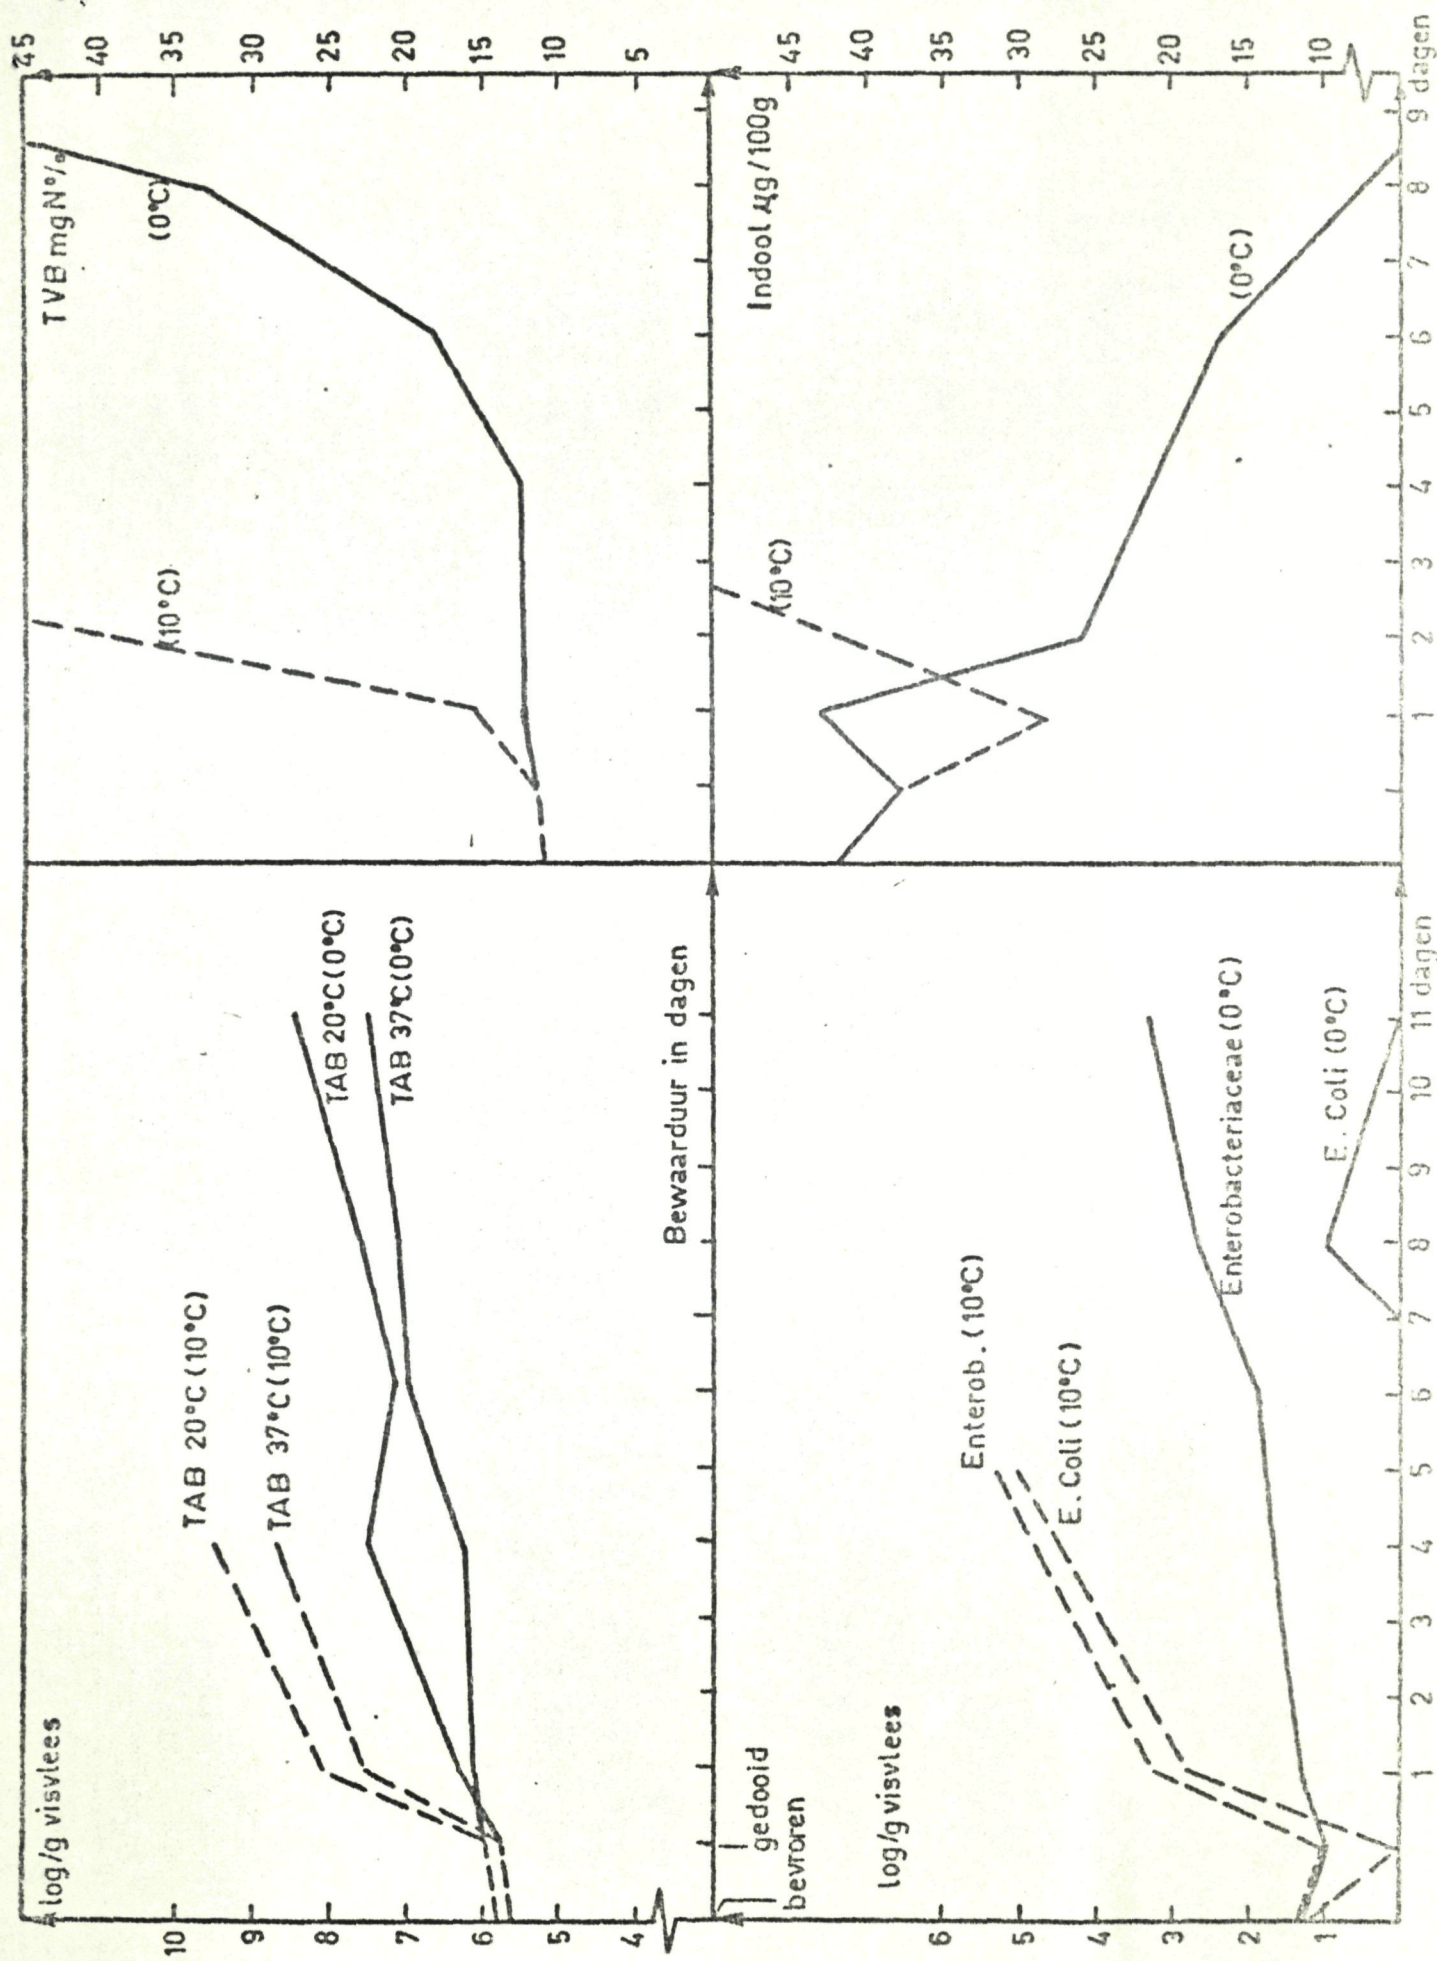 log/g visvlees
10
9
8
7
6
5
4
TAB 20°C (10°C)
TAB 37°C (10°C)
TAB 20°C (0°C)
TAB 37°C (0°C)
Bewaarduur in dagen
gedooid
bevroren
TVB mg N%
45
40
35
30
25
20
15
10
5
(10°C)
(0°C)
log/g visvlees
6
5
4
3
2
1
Enterob. (10°C)
E. Coli (10°C)
Enterobacteriaceae (0°C)
E. Coli (0°C)
1 2 3 4 5 6 7 8 9 10 11 dagen
Indool µg/100g
45
40
35
30
25
20
15
10
(10°C)
(0°C)
1 2 3 4 5 6 7 8 9 dagen